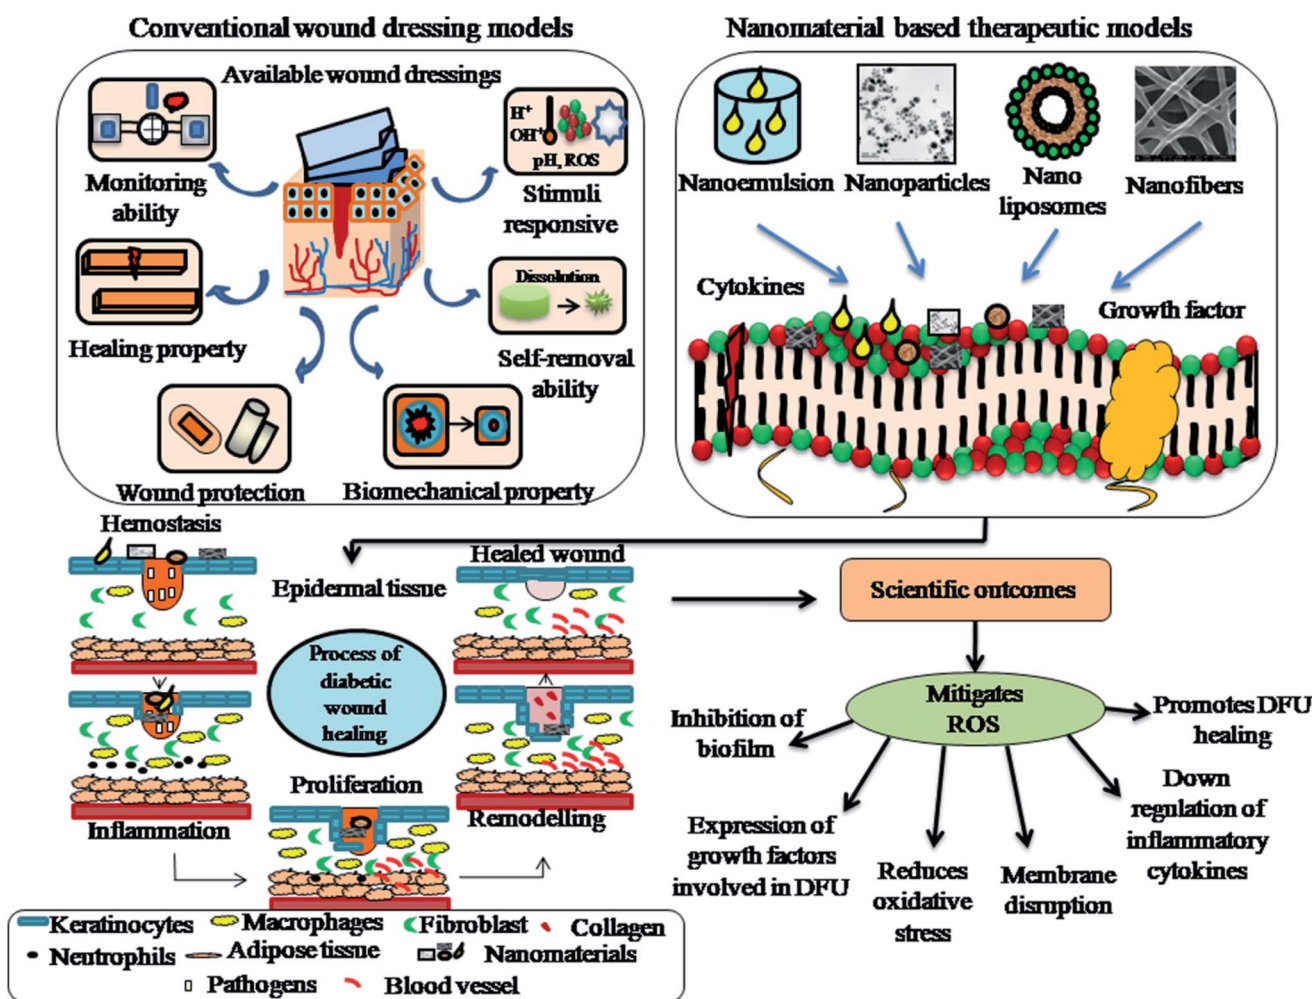 Conventional wound dressing models
Available wound dressings
Monitoring
ability
H+
OH+
pH, ROS
Stimuli
responsive
Healing property
Dissolution
Self-removal
ability
Wound protection
Biomechanical property
Nanomaterial based therapeutic models
Nanoemulsion
Nanoparticles
Nano
liposomes
Nanofibers
Cytokines
Growth factor
Hemostasis
Epidermal tissue
Healed wound
Process of
diabetic
wound
healing
Inflammation
Proliferation
Remodelling
Scientific outcomes
Mitigates
ROS
Inhibition of
biofilm
Expression of
growth factors
involved in DFU
Reduces
oxidative
stress
Membrane
disruption
Down
regulation of
inflammatory
cytokines
Promotes DFU
healing
Keratinocytes
Macrophages
Fibroblast
Collagen
Neutrophils
Adipose tissue
Nanomaterials
Pathogens
Blood vessel